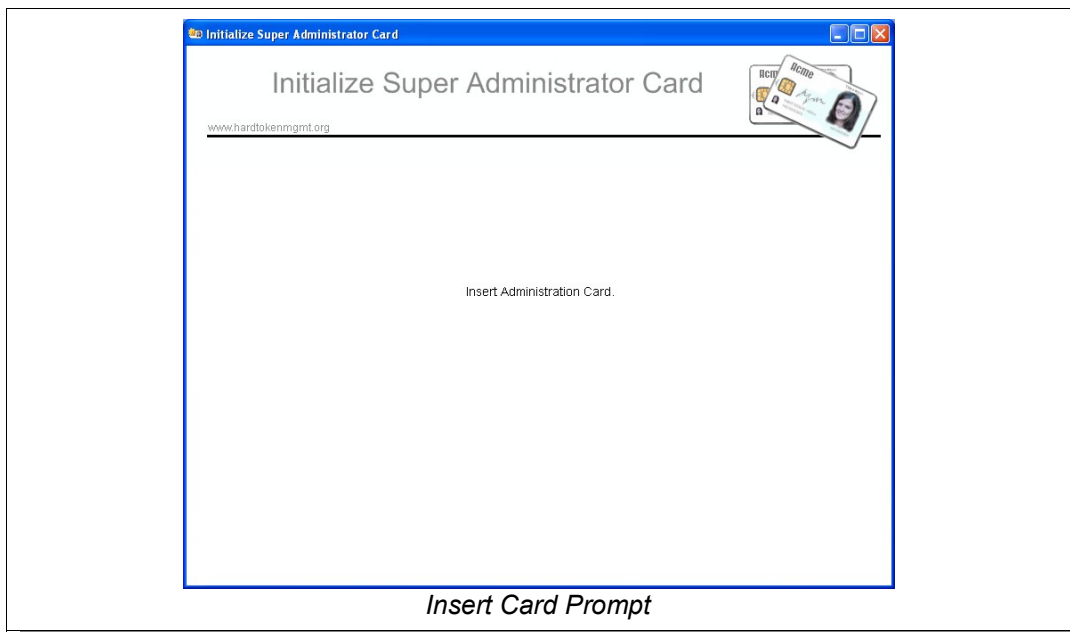 Initialize Super Administrator Card
Initialize Super Administrator Card
Acme
Acme
www.hardtokenmgmt.org
Insert Administration Card.
Insert Card Prompt